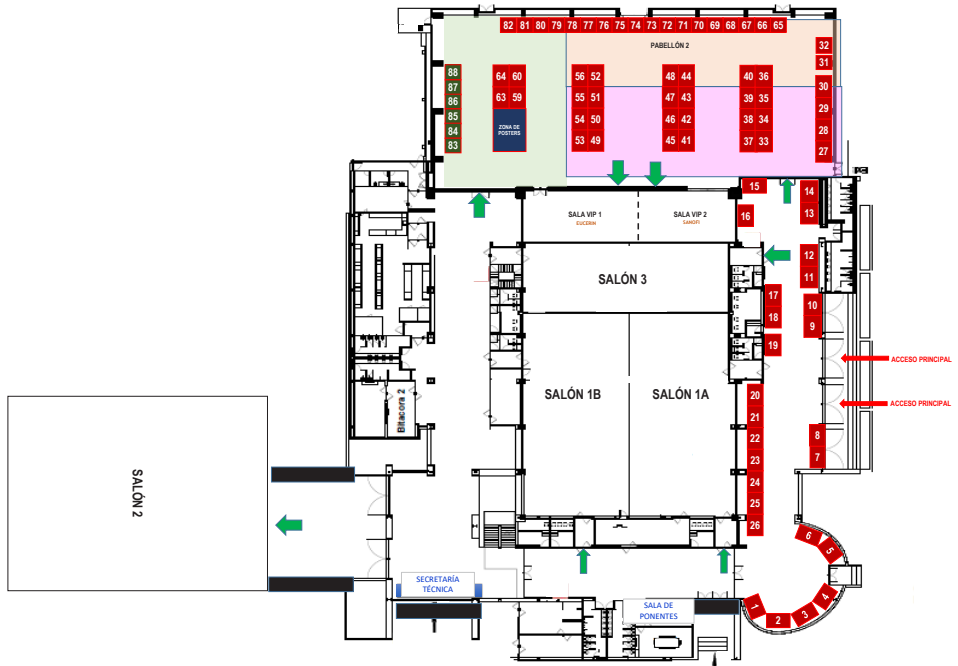 82 81 80 79 78 77 76 75 74 73 72 71 70 69 68 67 66 65
PABELLÓN 2
32
31
88
64 60
56 52
48 44
40 36
30
87
86
63 59
55 51
47 43
39 35
29
85
84
83
ZONA DE
POSTERS
54 50
46 42
38 34
28
53 49
45 41
37 33
27
15
14
16
13
SALA VIP 1
EUCERIN
SALA VIP 2
SANOFI
12
11
SALÓN 3
17
10
18
9
19
ACCESO PRINCIPAL
SALÓN 1B
SALÓN 1A
20
ACCESO PRINCIPAL
Bitacora 2
21
22
8
23
7
24
25
26
SALÓN 2
6
5
SECRETARÍA
TÉCNICA
SALA DE
PONENTES
1
2
3
4